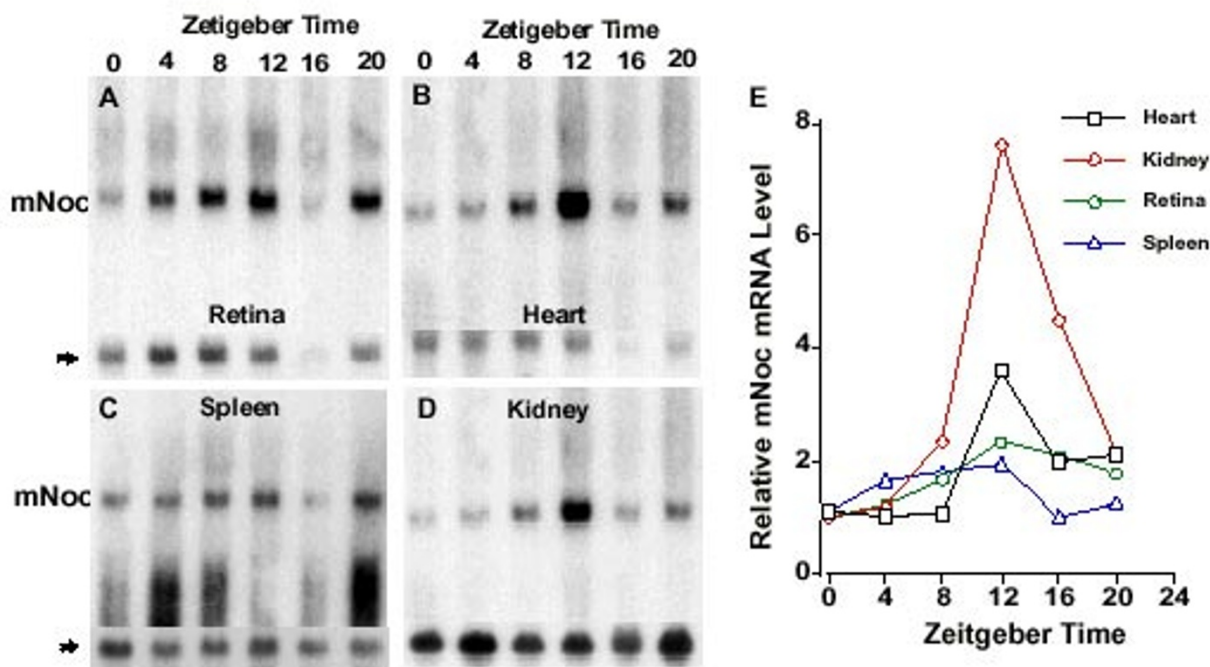 Zetigeber Time
0 4 8 12 16 20
A
mNoc
Retina
Zetigeber Time
0 4 8 12 16 20
B
Heart
C
Spleen
mNoc
D
Kidney
E
Heart
Kidney
Retina
Spleen
Relative mNoc mRNA Level
8
6
4
2
0
0 4 8 12 16 20 24
Zeitgeber Time